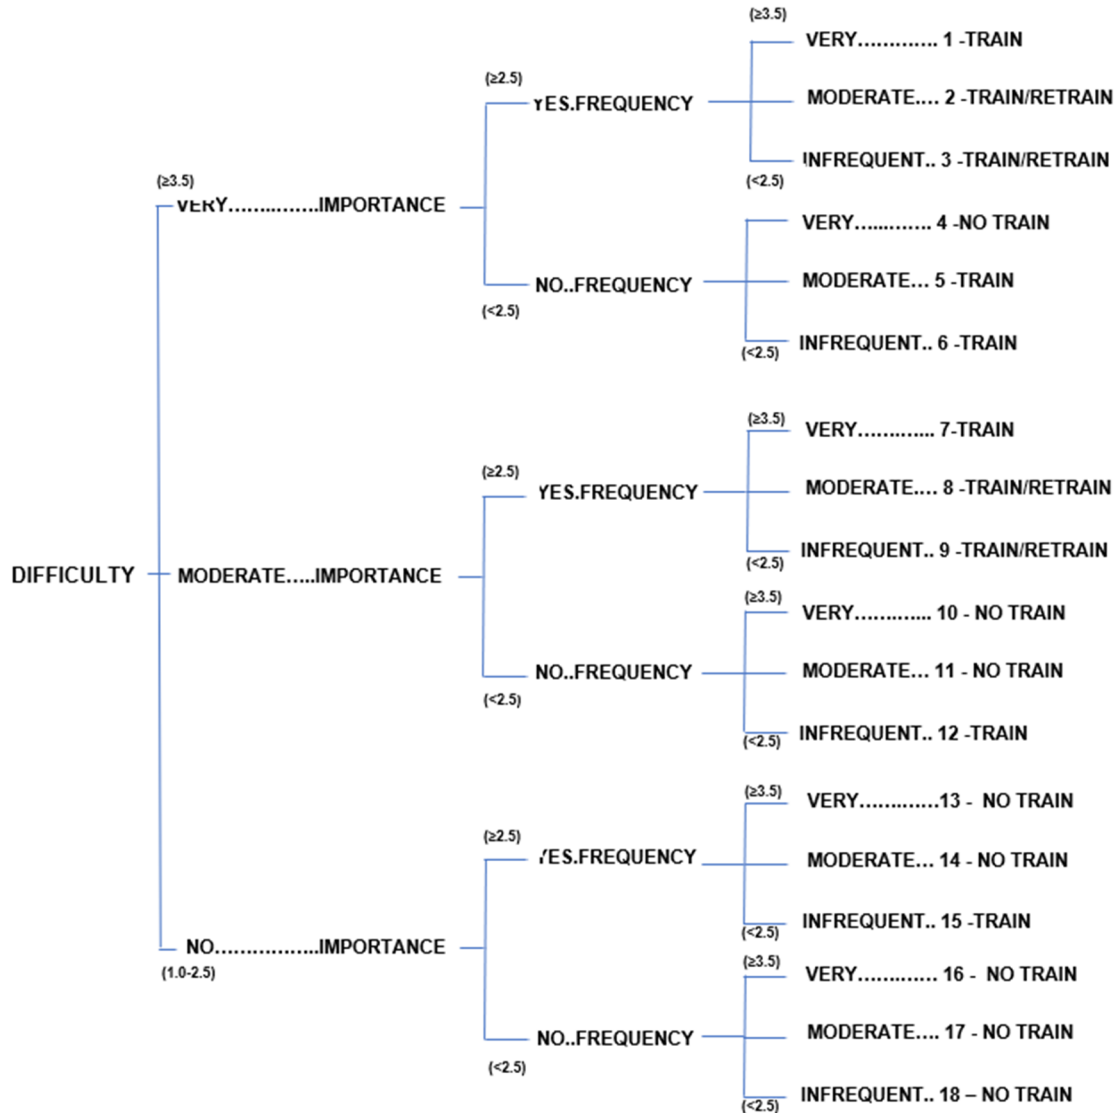 (≥3.5)
VERY............. 1 -TRAIN
(≥2.5)
YES.FREQUENCY
MODERATE.... 2 -TRAIN/RETRAIN
INFREQUENT.. 3 -TRAIN/RETRAIN
(<2.5)
(≥3.5)
VERY..............IMPORTANCE
VERY............. 4 -NO TRAIN
NO..FREQUENCY
(<2.5)
MODERATE... 5 -TRAIN
INFREQUENT.. 6 -TRAIN
(<2.5)
(≥3.5)
VERY............ 7-TRAIN
(≥2.5)
YES.FREQUENCY
MODERATE.... 8 -TRAIN/RETRAIN
INFREQUENT.. 9 -TRAIN/RETRAIN
(<2.5)
DIFFICULTY
MODERATE.....IMPORTANCE
(≥3.5)
VERY............ 10 - NO TRAIN
NO..FREQUENCY
(<2.5)
MODERATE... 11 - NO TRAIN
INFREQUENT.. 12 -TRAIN
(<2.5)
(≥3.5)
VERY.............13 - NO TRAIN
(≥2.5)
YES.FREQUENCY
MODERATE... 14 - NO TRAIN
INFREQUENT.. 15 -TRAIN
(<2.5)
NO................IMPORTANCE
(1.0-2.5)
(≥3.5)
VERY............. 16 - NO TRAIN
NO..FREQUENCY
(<2.5)
MODERATE.... 17 - NO TRAIN
INFREQUENT.. 18 – NO TRAIN
(<2.5)